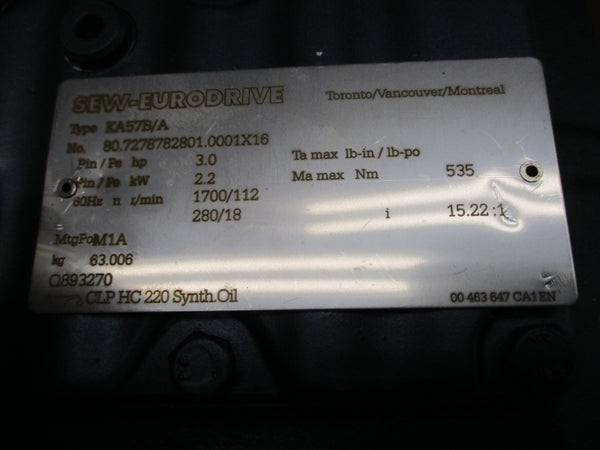 SEW-EURODRIVE Toronto/Vancouver/Montreal
Type KA57B/A
No. 80.7278782801.0001X16
Pin/Pe hp 3.0 Ta max lb-in / lb-po
Pin/Pe kW 2.2 Ma max Nm 535
60Hz n r/min 1700/112
280/18 i 15.22 :1
MtgPo M1A
kg 63.006
Q893270
CLP HC 220 Synth.Oil 00 463 647 CA1EN